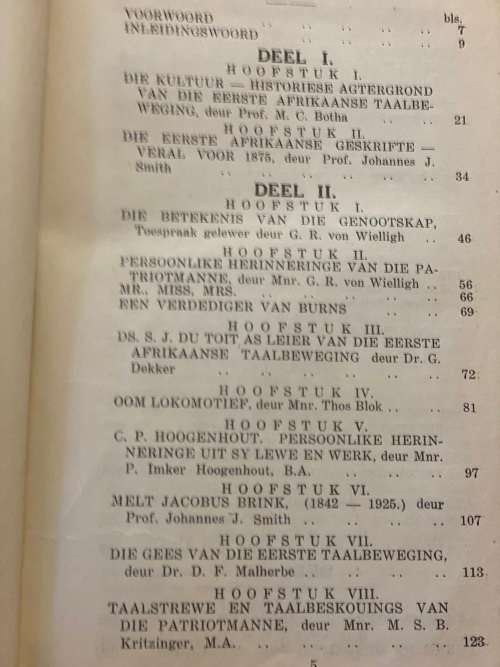 bls.
VOORWOORD .. .. .. .. .. 7
INLEIDINGSWOORD .. .. .. .. 9
DEEL I.
HOOFSTUK I.
DIE KULTUUR — HISTORIESE AGTERGROND
VAN DIE EERSTE AFRIKAANSE TAALBE-
WEGING, deur Prof. M. C. Botha .. .. 21
HOOFSTUK II.
DIE EERSTE AFRIKAANSE GESKRIFTE —
VERAL VOOR 1875, deur Prof. Johannes J.
Smith .. .. .. .. .. .. 34
DEEL II.
HOOFSTUK I.
DIE BETEKENIS VAN DIE GENOOTSKAP,
Toespraak gelewer deur G. R. von Wielligh .. 46
HOOFSTUK II.
PERSOONLIKE HERINNERINGE VAN DIE PA-
TRIOTMANNE, deur Mnr. G. R. von Wielligh .. 56
MR., MISS, MRS. .. .. .. .. .. 66
EEN VERDEDIGER VAN BURNS .. .. .. 69
HOOFSTUK III.
DS. S. J. DU TOIT AS LEIER VAN DIE EERSTE
AFRIKAANSE TAALBEWEGING deur Dr. G.
Dekker .. .. .. .. .. .. 72
HOOFSTUK IV.
OOM LOKOMOTIEF, deur Mnr. Thos Blok .. .. 81
HOOFSTUK V.
C. P. HOOGENHOUT. PERSOONLIKE HERIN-
NERINGE UIT SY LEWE EN WERK, deur Mnr.
P. Imker Hoogenhout, B.A. .. .. .. 97
HOOFSTUK VI.
MELT JACOBUS BRINK, (1842 — 1925.) deur
Prof. Johannes J. Smith .. .. .. .. 107
HOOFSTUK VII.
DIE GEES VAN DIE EERSTE TAALBEWEGING,
deur Dr. D. F. Malherbe .. .. .. .. 113
HOOFSTUK VIII.
TAALSTREWE EN TAALBESKOUINGS VAN
DIE PATRIOTMANNE, deur Mnr. M. S. B.
Kritzinger, M.A. .. .. .. .. .. 123
5